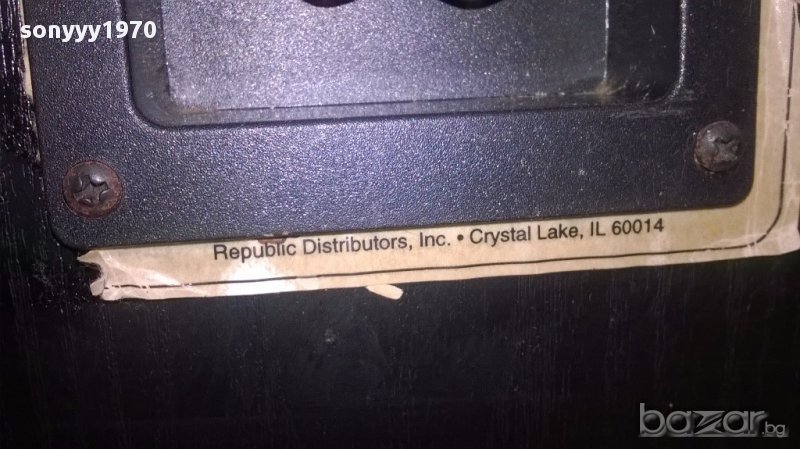 sonyyy1970
Republic Distributors, Inc. • Crystal Lake, IL 60014
bazar.bg